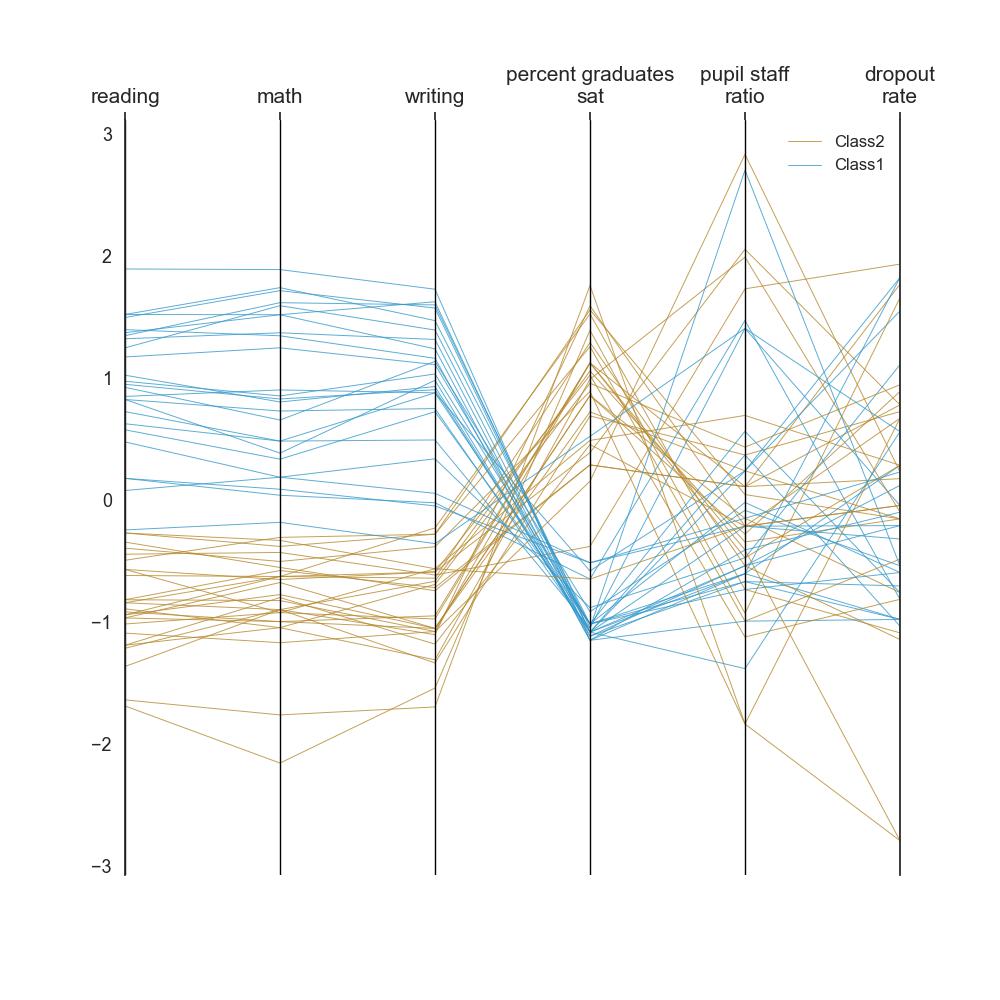 percent graduates pupil staff dropout
reading math writing sat ratio rate
3
Class2
Class1
2
1
0
−1
−2
−3